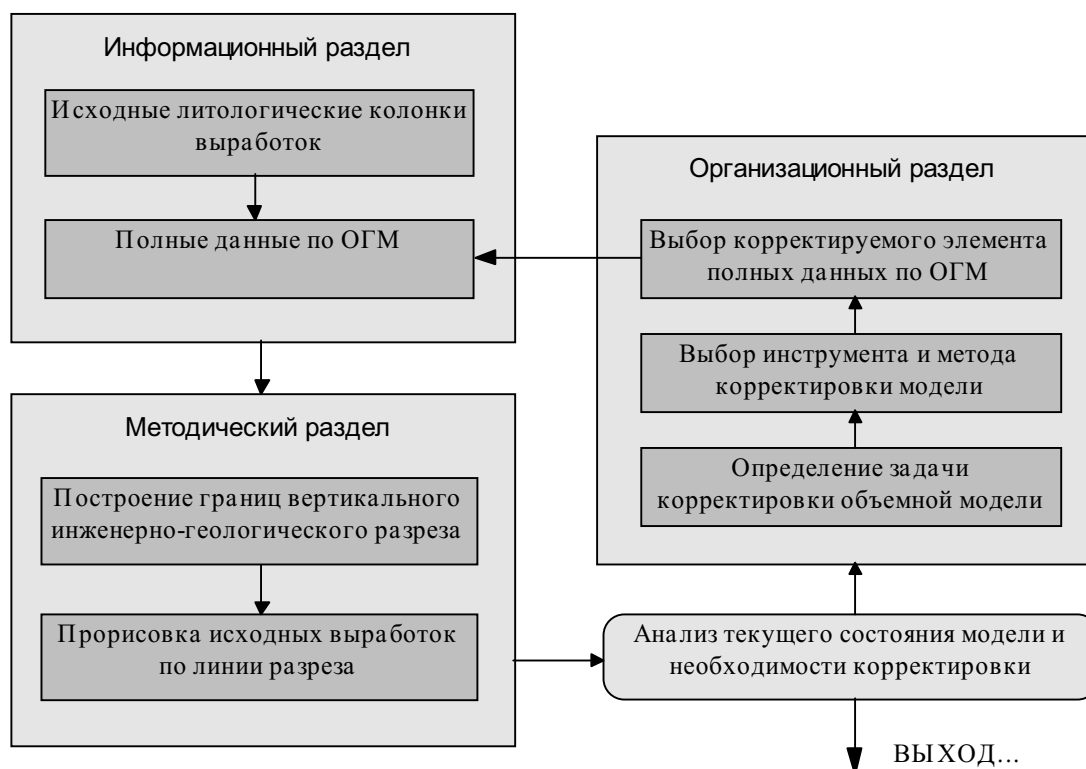 Информационный раздел
Исходные литологические колонки
выработок
Полные данные по ОГМ
Методический раздел
Построение границ вертикального
инженерно-геологического разреза
Прорисовка исходных выработок
по линии разреза
Организационный раздел
Выбор корректируемого элемента
полных данных по ОГМ
Выбор инструмента и метода
корректировки модели
Определение задачи
корректировки объемной модели
Анализ текущего состояния модели и
необходимости корректировки
ВЫХОД...